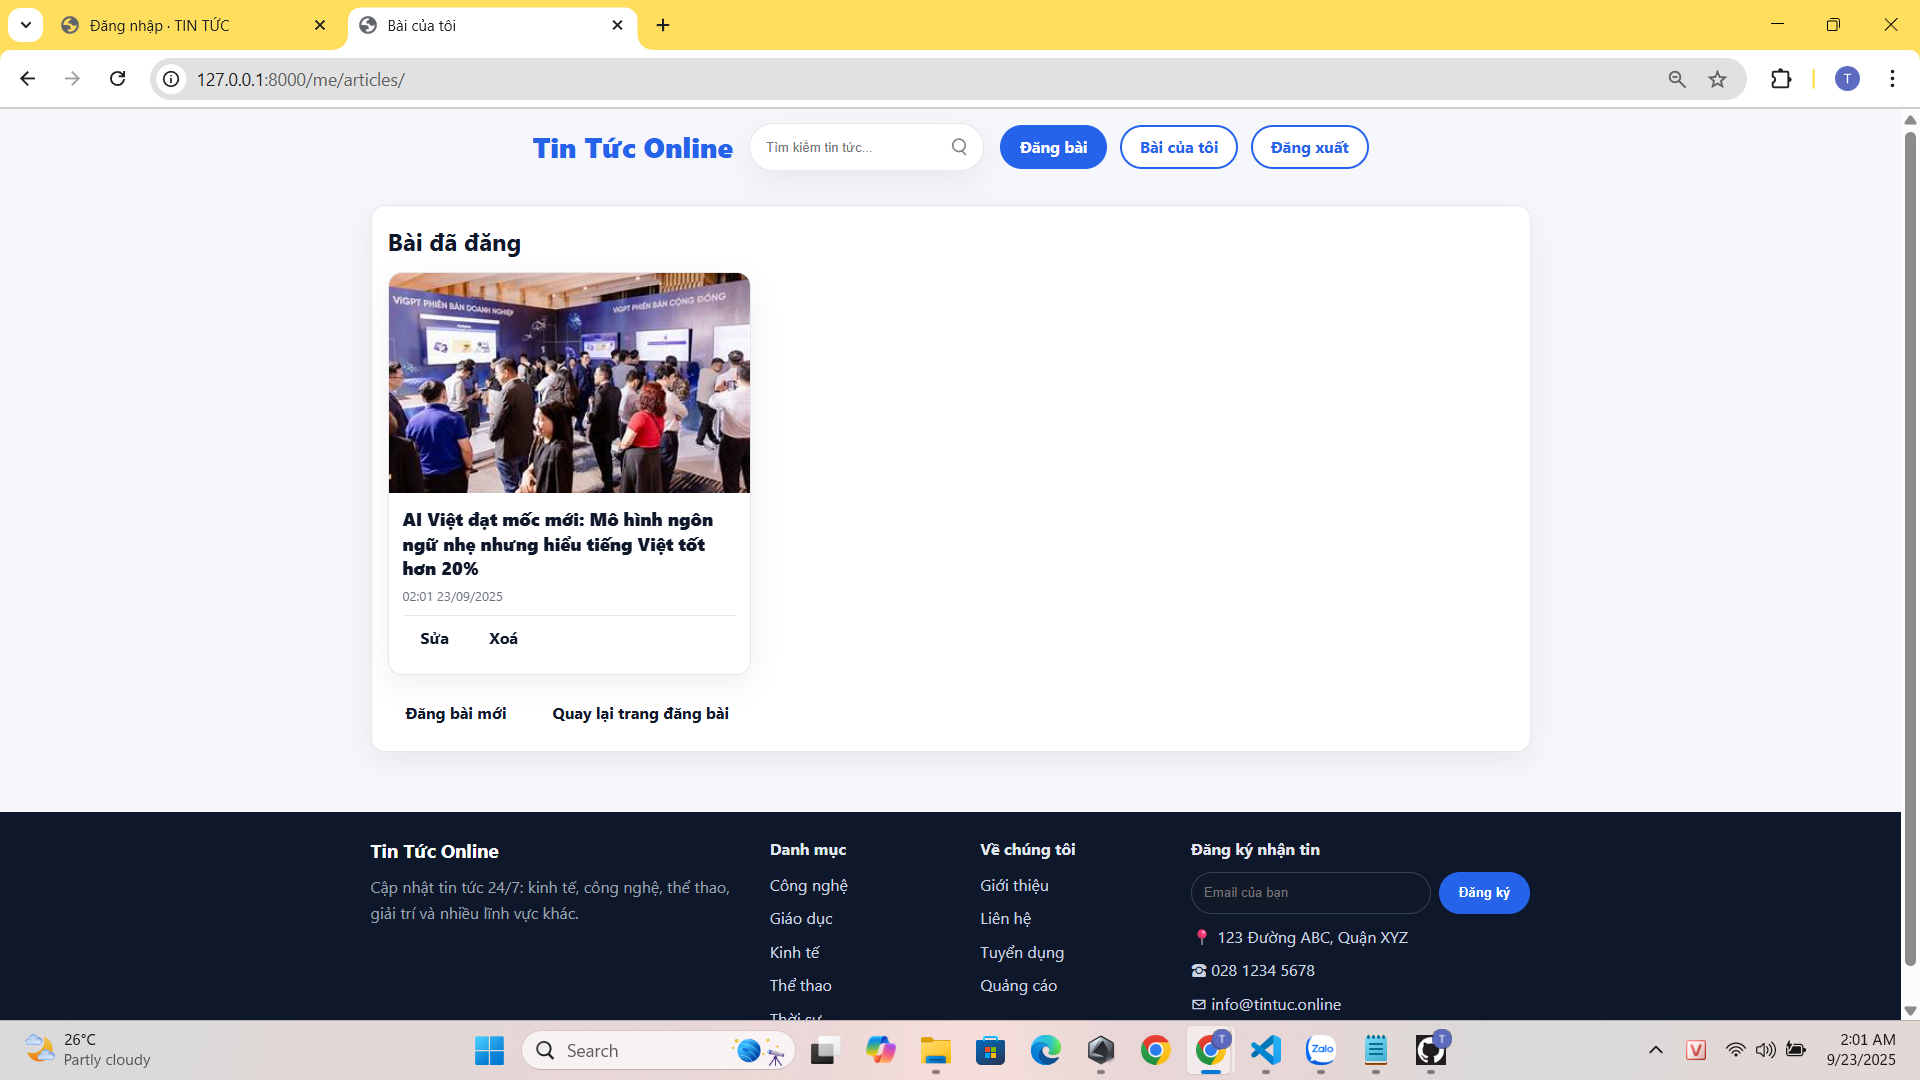 Đăng nhập · TIN TỨC
Bài của tôi
127.0.0.1:8000/me/articles/
T
Tin Tức Online
Tìm kiếm tin tức...
Đăng bài
Bài của tôi
Đăng xuất
Bài đã đăng
ViGPT PHIÊN BẢN DOANH NGHIỆP
ViGPT PHIÊN BẢN CỘNG ĐỒNG
AI Việt đạt mốc mới: Mô hình ngôn
ngữ nhẹ nhưng hiểu tiếng Việt tốt
hơn 20%
02:01 23/09/2025
Sửa
Xoá
Đăng bài mới
Quay lại trang đăng bài
Tin Tức Online
Cập nhật tin tức 24/7: kinh tế, công nghệ, thể thao,
giải trí và nhiều lĩnh vực khác.
Danh mục
Công nghệ
Giáo dục
Kinh tế
Thể thao
Thời sự
Về chúng tôi
Giới thiệu
Liên hệ
Tuyển dụng
Quảng cáo
Đăng ký nhận tin
Email của bạn
Đăng ký
123 Đường ABC, Quận XYZ
028 1234 5678
info@tintuc.online
26°C
Partly cloudy
Search
T
Zalo
T
V
2:01 AM
9/23/2025